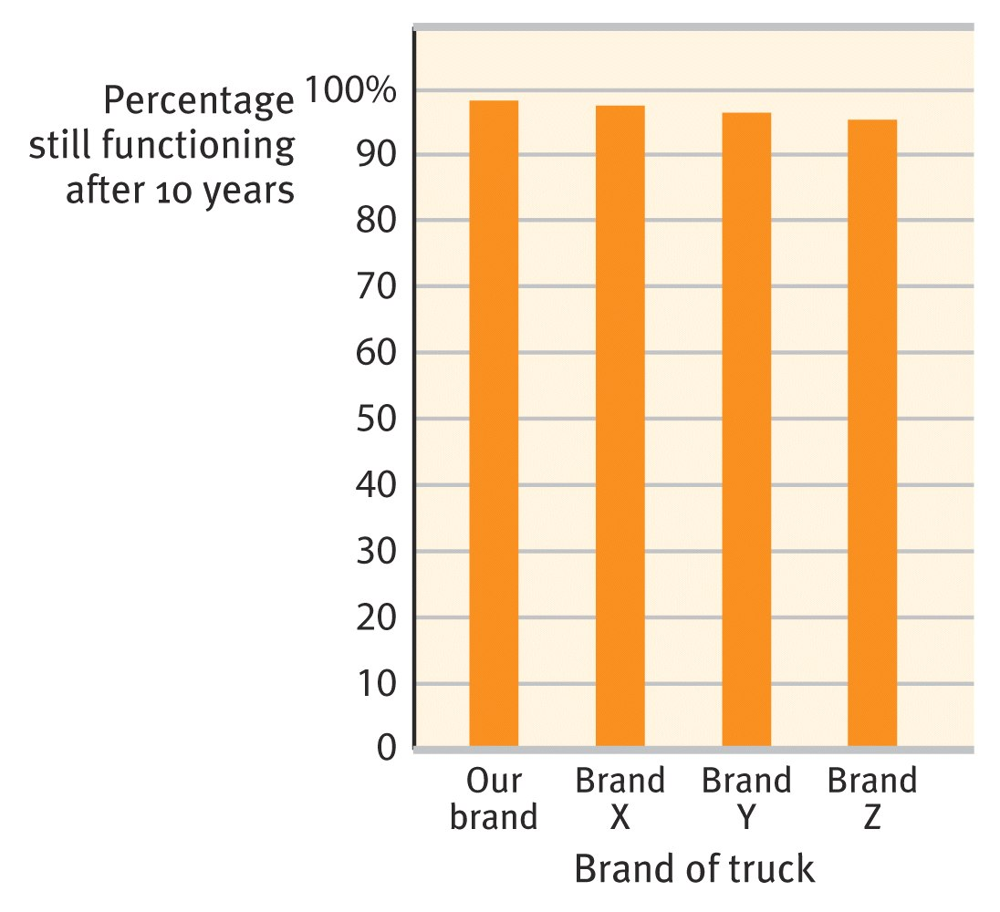 Percentage
still functioning
after 10 years
100%
90
80
70
60
50
40
30
20
10
0
Our
brand
Brand
X
Brand
Y
Brand
Z
Brand of truck